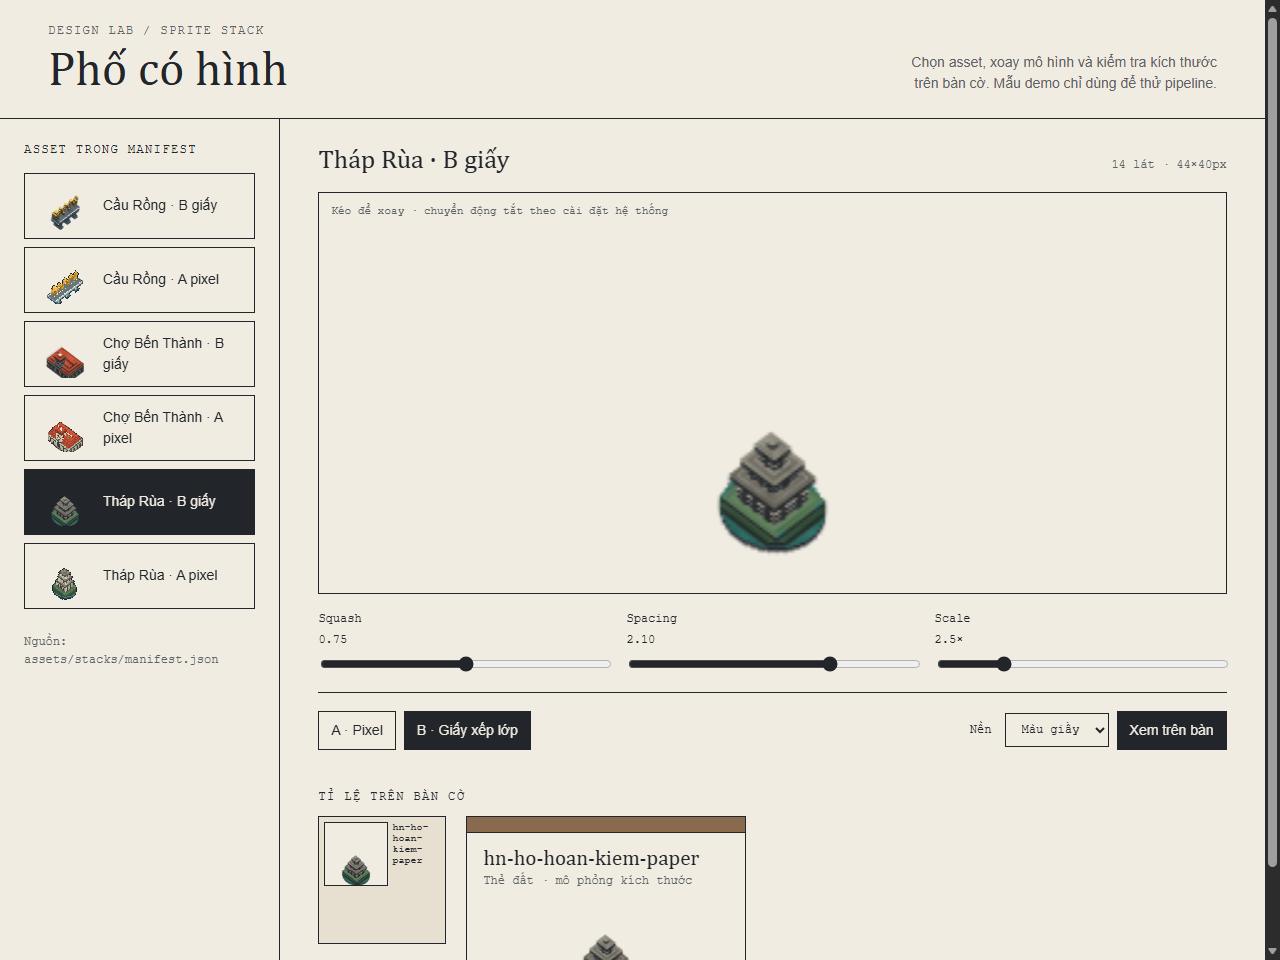 DESIGN LAB / SPRITE STACK
Phố có hình
Chọn asset, xoay mô hình và kiểm tra kích thước
trên bàn cờ. Mẫu demo chỉ dùng để thử pipeline.
ASSET TRONG MANIFEST
Cầu Rồng · B giấy
Cầu Rồng · A pixel
Chợ Bến Thành · B
giấy
Chợ Bến Thành · A
pixel
Tháp Rùa · B giấy
Tháp Rùa · A pixel
Nguồn:
assets/stacks/manifest.json
Tháp Rùa · B giấy
14 lát · 44×40px
Kéo để xoay · chuyển động tắt theo cài đặt hệ thống
Squash
0.75
Spacing
2.10
Scale
2.5×
A · Pixel
B · Giấy xếp lớp
Nền
Màu giấy
Xem trên bàn
TỈ LỆ TRÊN BÀN CỜ
hn-ho-
hoan-
kiem-
paper
hn-ho-hoan-kiem-paper
Thẻ đất · mô phỏng kích thước